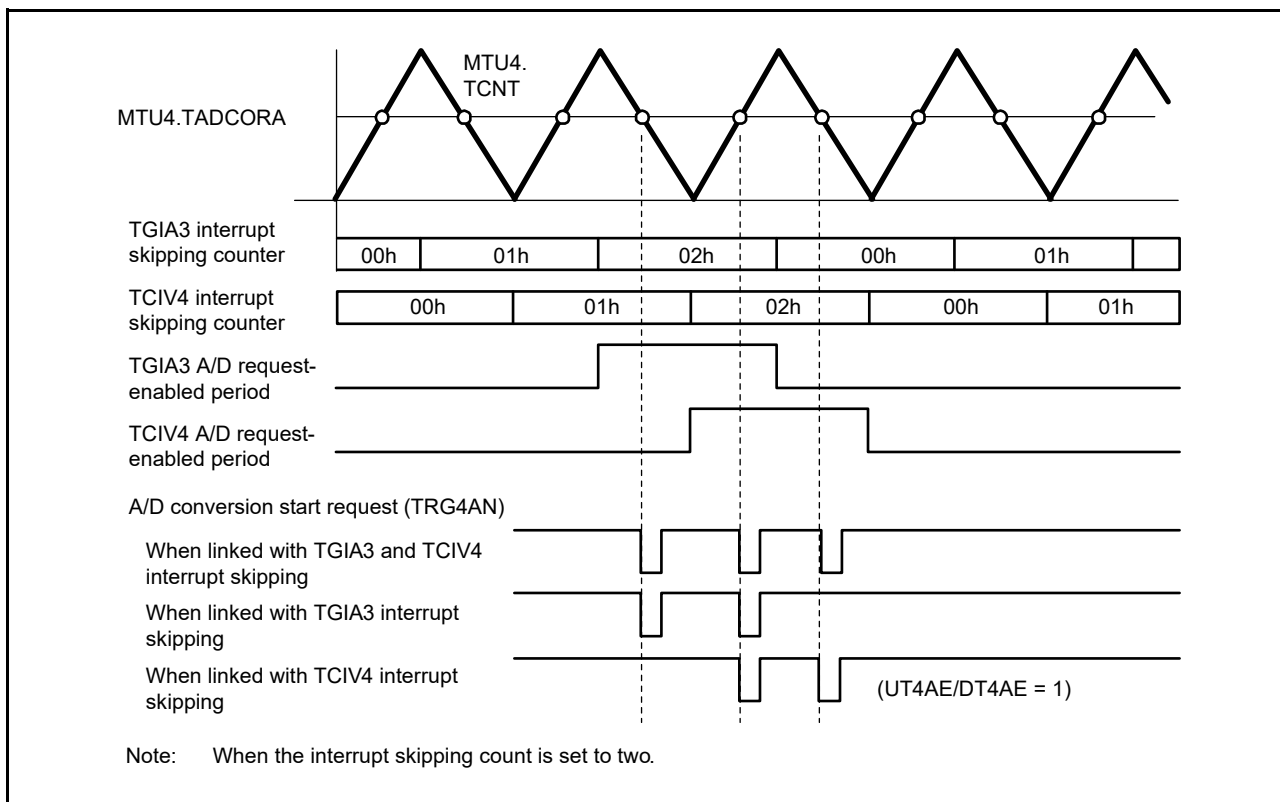 MTU4.
TCNT
MTU4.TADCORA
TGIA3 interrupt
skipping counter
00h 01h 02h 00h 01h
TCIV4 interrupt
skipping counter
00h 01h 02h 00h 01h
TGIA3 A/D request-
enabled period
TCIV4 A/D request-
enabled period
A/D conversion start request (TRG4AN)
When linked with TGIA3 and TCIV4
interrupt skipping
When linked with TGIA3 interrupt
skipping
When linked with TCIV4 interrupt
skipping
(UT4AE/DT4AE = 1)
Note: When the interrupt skipping count is set to two.